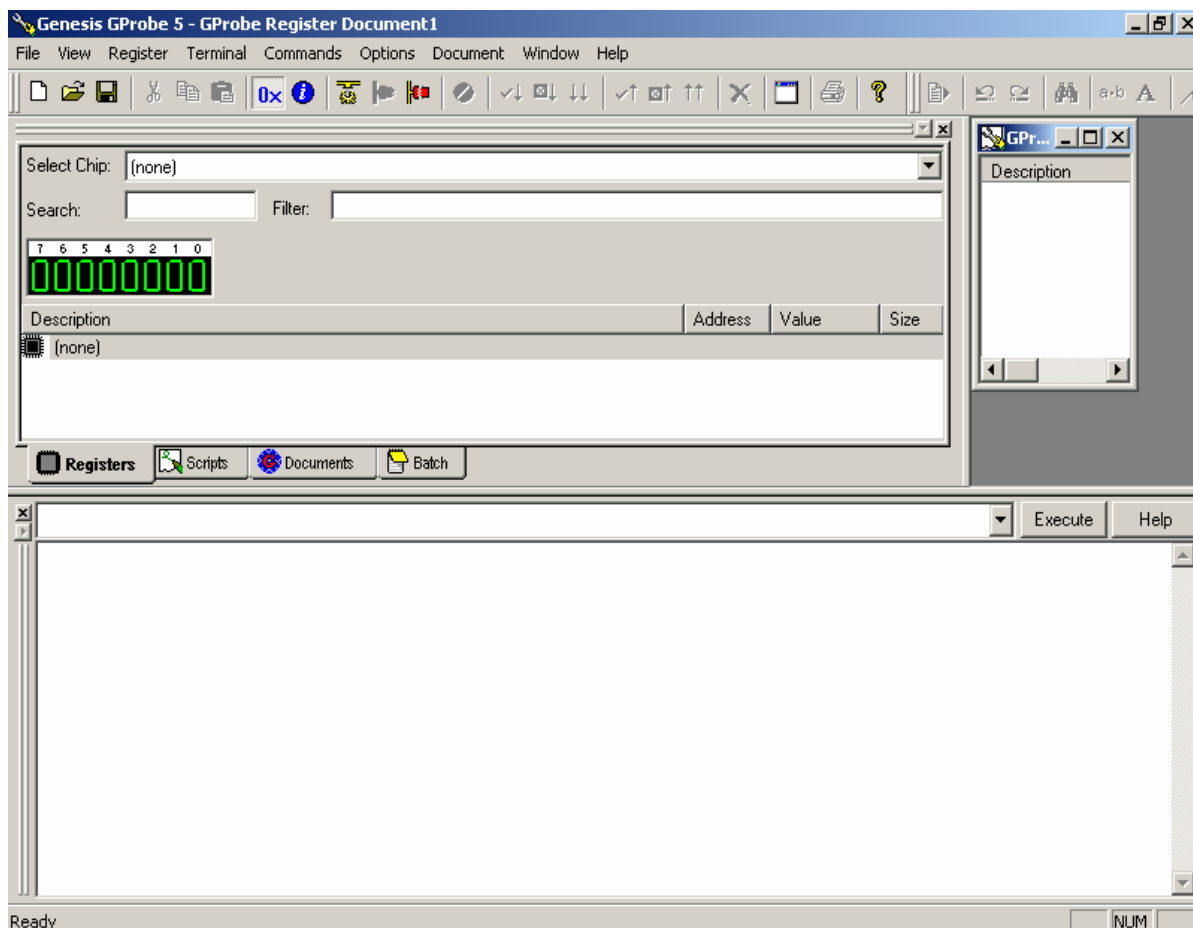 Genesis GProbe 5 - GProbe Register Document1
File View Register Terminal Commands Options Document Window Help
0x a·b A
Select Chip: (none)
Search: Filter:
7 6 5 4 3 2 1 0
00000000
Description Address Value Size
(none)
Registers Scripts Documents Batch
GPr...
Description
Execute Help
Ready NUM